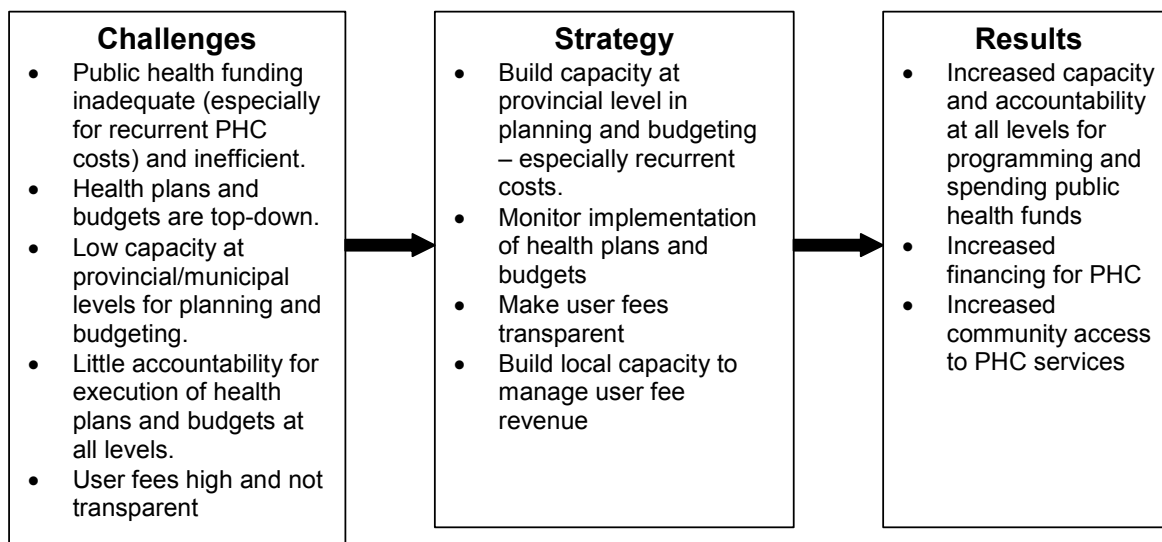 Challenges
• Public health funding
inadequate (especially
for recurrent PHC
costs) and inefficient.
• Health plans and
budgets are top-down.
• Low capacity at
provincial/municipal
levels for planning and
budgeting.
• Little accountability for
execution of health
plans and budgets at
all levels.
• User fees high and not
transparent
Strategy
• Build capacity at
provincial level in
planning and budgeting
– especially recurrent
costs.
• Monitor implementation
of health plans and
budgets
• Make user fees
transparent
• Build local capacity to
manage user fee
revenue
Results
• Increased capacity
and accountability
at all levels for
programming and
spending public
health funds
• Increased
financing for PHC
• Increased
community access
to PHC services